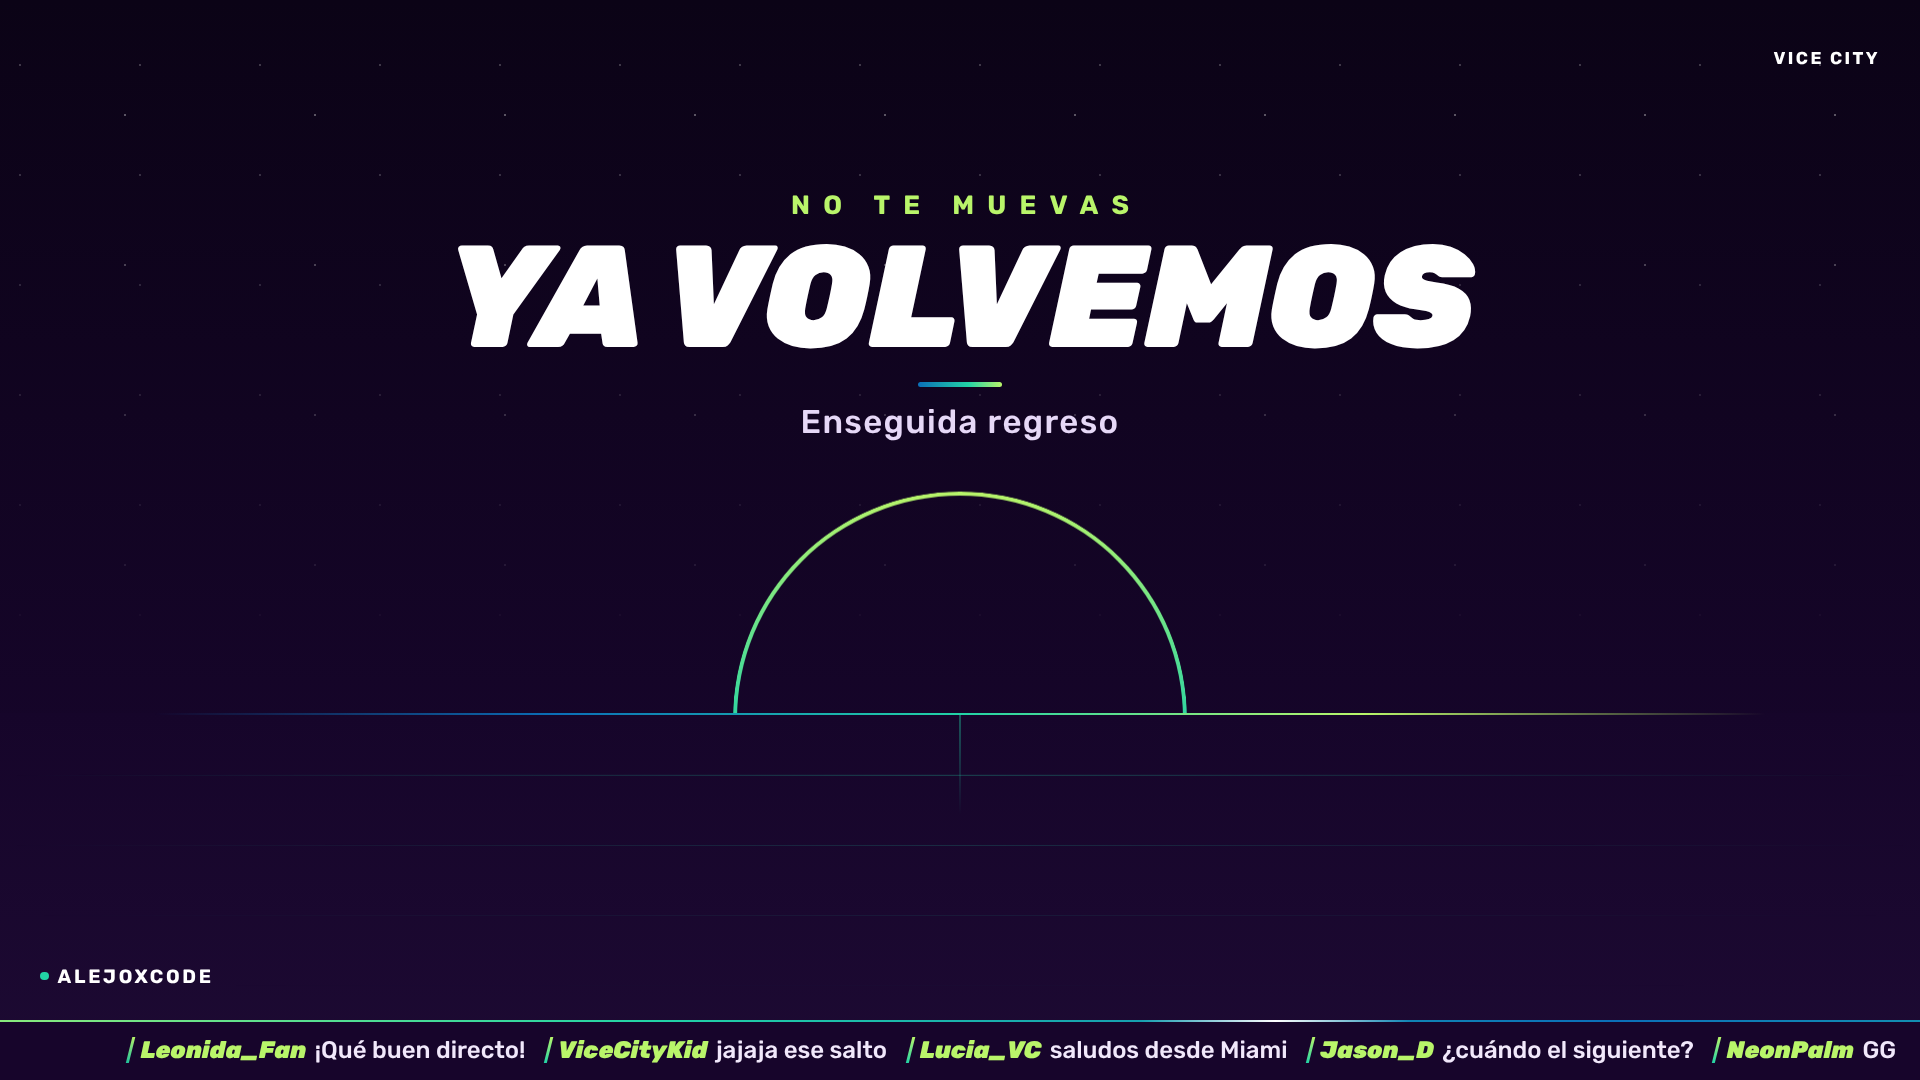 VICE CITY
NO TE MUEVAS
YA VOLVEMOS
Enseguida regreso
ALEJOXCODE
/ Leonida_Fan ¡Qué buen directo! / ViceCityKid jajaja ese salto / Lucia_VC saludos desde Miami / Jason_D ¿cuándo el siguiente? / NeonPalm GG